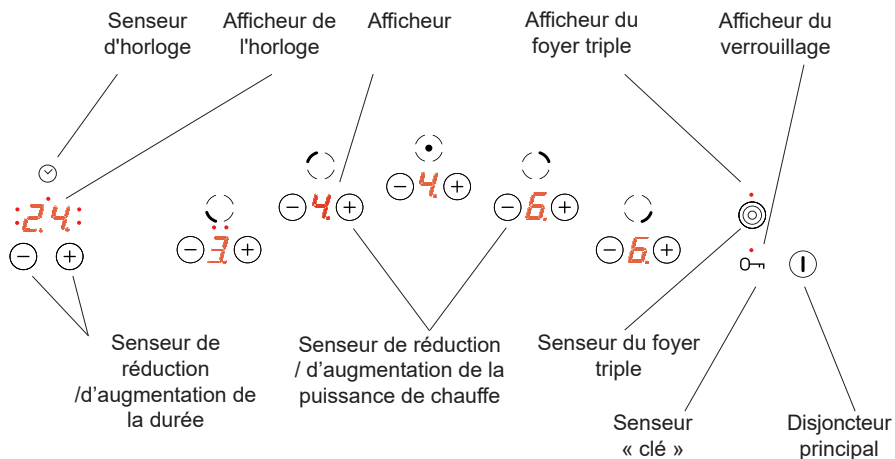 Senseur
d'horloge
Afficheur de
l'horloge
Afficheur
Afficheur du
foyer triple
Afficheur du
verrouillage
2.4.
3.
4.
4.
6.
6.
Senseur de
réduction
/d’augmentation de
la durée
Senseur de réduction
/ d’augmentation de la
puissance de chauffe
Senseur du foyer
triple
Senseur
« clé »
Disjoncteur
principal